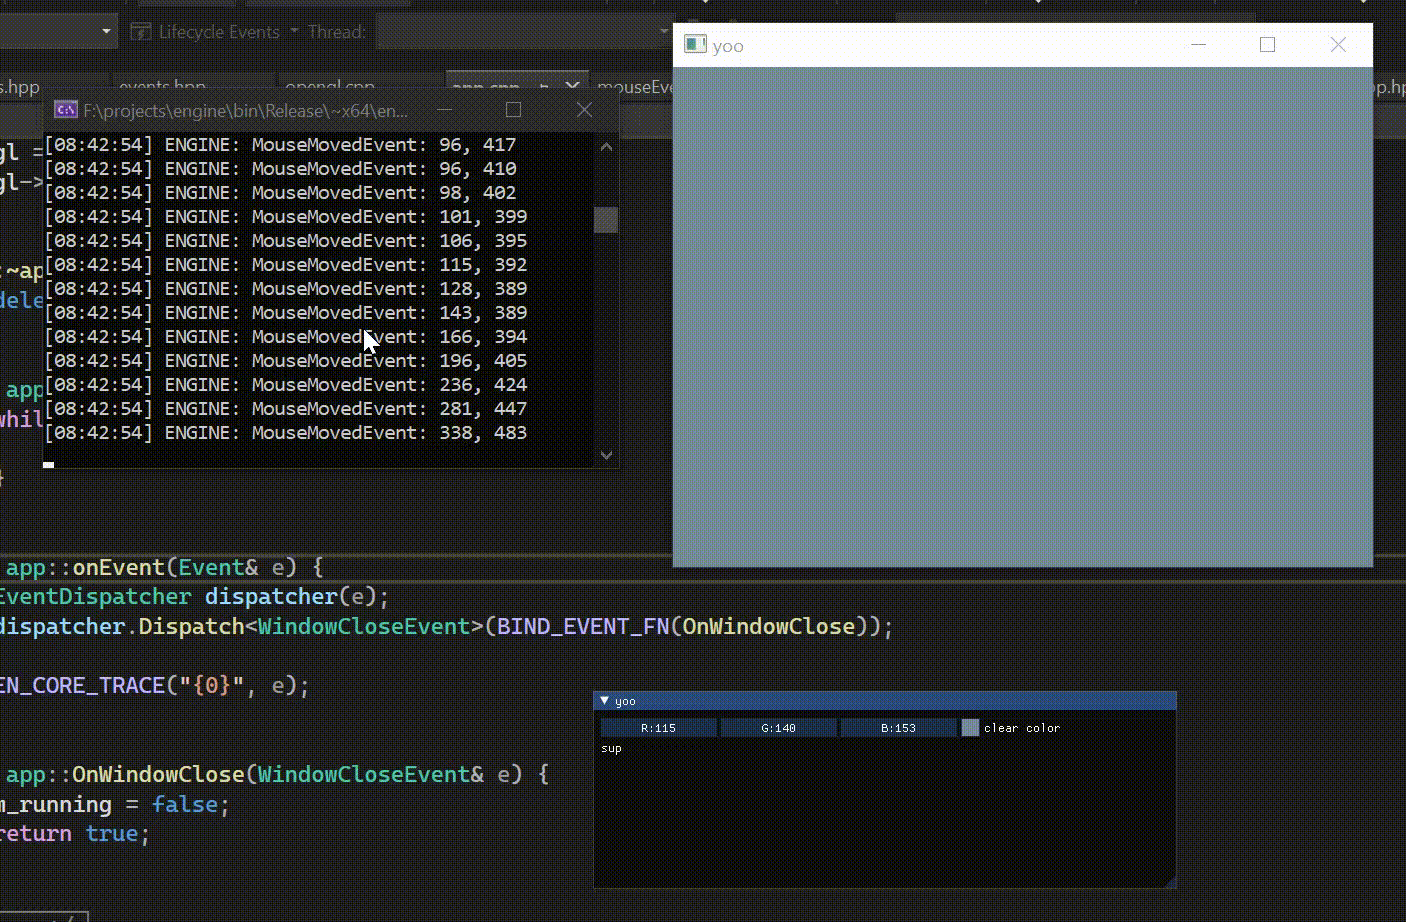 Lifecycle Events Thread:
yoo
s.hpp events.hpp opengl.cpp app.cpp mouseEve pp.hp
F:\projects\engine\bin\Release\~x64\en...
[08:42:54] ENGINE: MouseMovedEvent: 96, 417
[08:42:54] ENGINE: MouseMovedEvent: 96, 410
[08:42:54] ENGINE: MouseMovedEvent: 98, 402
[08:42:54] ENGINE: MouseMovedEvent: 101, 399
[08:42:54] ENGINE: MouseMovedEvent: 106, 395
[08:42:54] ENGINE: MouseMovedEvent: 115, 392
[08:42:54] ENGINE: MouseMovedEvent: 128, 389
[08:42:54] ENGINE: MouseMovedEvent: 143, 389
[08:42:54] ENGINE: MouseMovedEvent: 166, 394
[08:42:54] ENGINE: MouseMovedEvent: 196, 405
[08:42:54] ENGINE: MouseMovedEvent: 236, 424
[08:42:54] ENGINE: MouseMovedEvent: 281, 447
[08:42:54] ENGINE: MouseMovedEvent: 338, 483
gl =
gl->
:~ap
dele
app
whil
}
app::onEvent(Event& e) {
EventDispatcher dispatcher(e);
dispatcher.Dispatch<WindowCloseEvent>(BIND_EVENT_FN(OnWindowClose));
EN_CORE_TRACE("{0}", e);
app::OnWindowClose(WindowCloseEvent& e) {
m_running = false;
return true;
yoo
R:115 G:140 B:153 clear color
sup